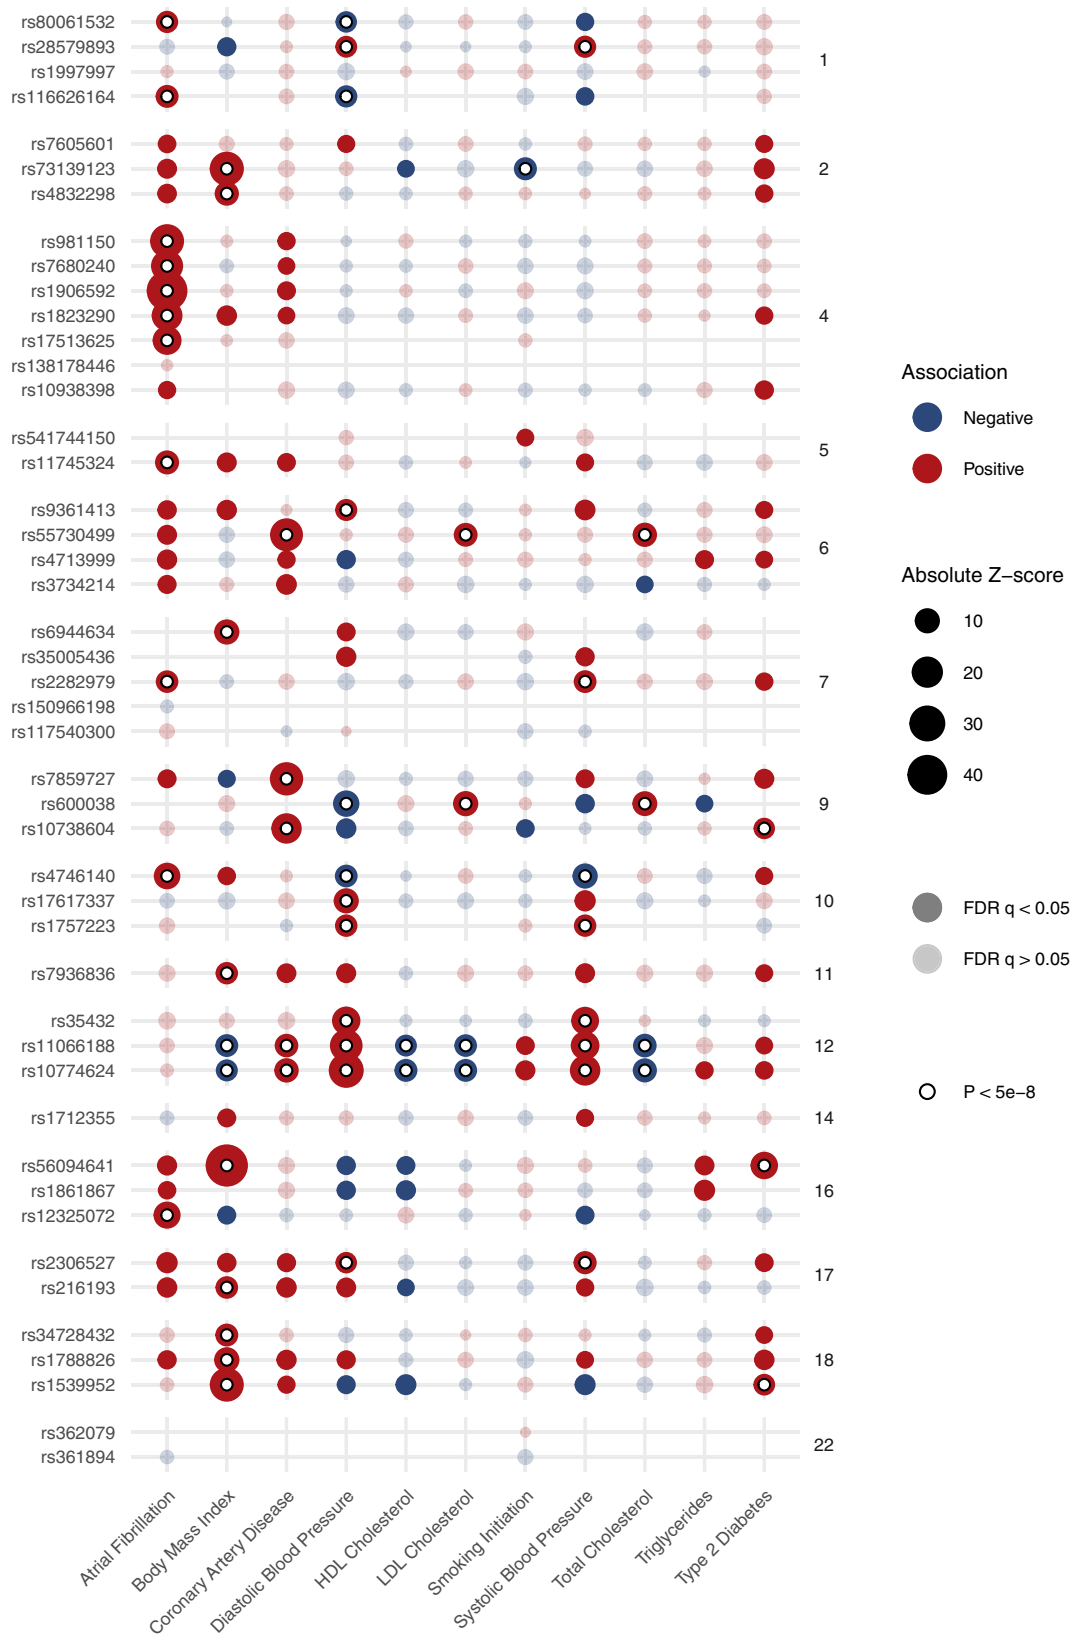 rs80061532
rs28579893
rs1997997
rs116626164
1
rs7605601
rs73139123
rs4832298
2
rs981150
rs7680240
rs1906592
rs1823290
rs17513625
rs138178446
rs10938398
4
rs541744150
rs11745324
5
rs9361413
rs55730499
rs4713999
rs3734214
6
rs6944634
rs35005436
rs2282979
rs150966198
rs117540300
7
rs7859727
rs600038
rs10738604
9
rs4746140
rs17617337
rs1757223
10
rs7936836
11
rs35432
rs11066188
rs10774624
12
rs1712355
14
rs56094641
rs1861867
rs12325072
16
rs2306527
rs216193
17
rs34728432
rs1788826
rs1539952
18
rs362079
rs361894
22
Atrial Fibrillation
Body Mass Index
Coronary Artery Disease
Diastolic Blood Pressure
HDL Cholesterol
LDL Cholesterol
Smoking Initiation
Systolic Blood Pressure
Total Cholesterol
Triglycerides
Type 2 Diabetes
Association
Negative
Positive
Absolute Z−score
10
20
30
40
FDR q < 0.05
FDR q > 0.05
P < 5e−8